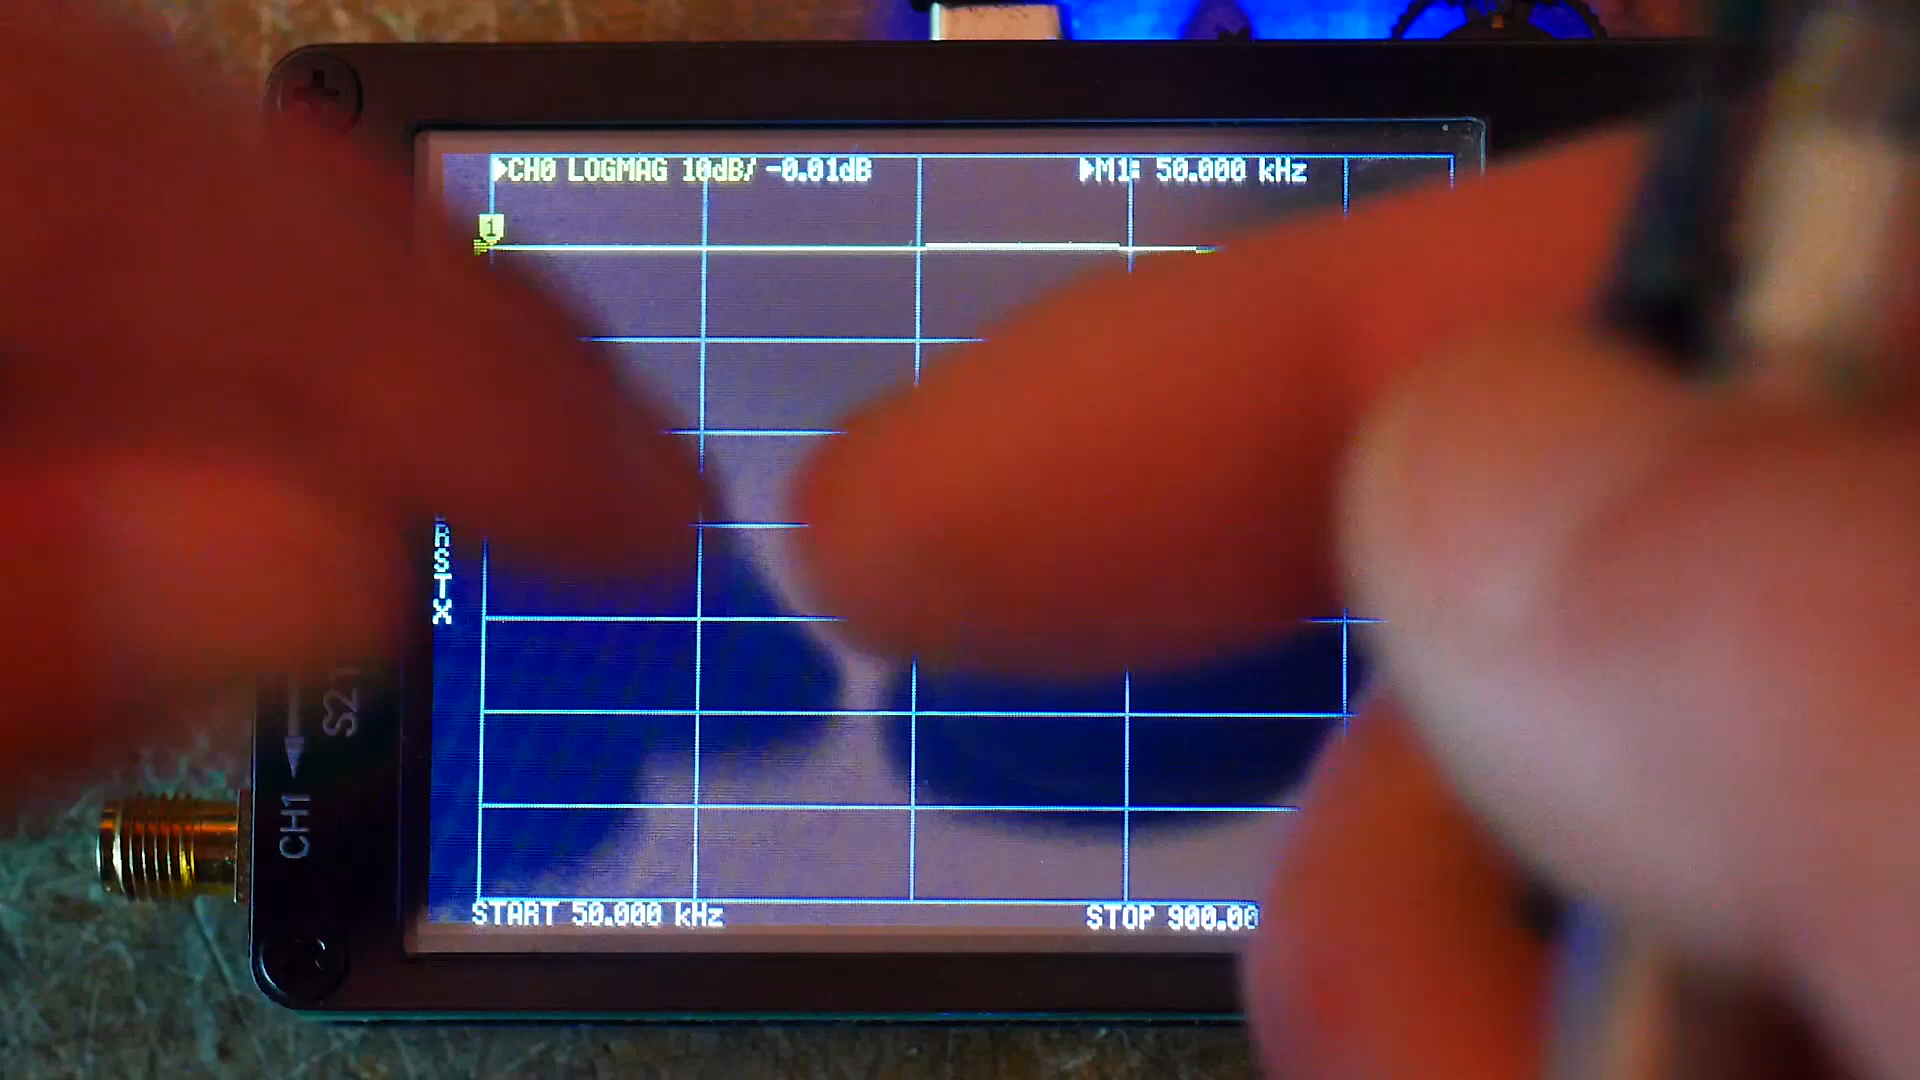 ▶CH0 LOGMAG 10dB/ -0.01dB
▶M1: 50.000 kHz
1
R
S
T
X
S21
CH1
START 50.000 kHz
STOP 900.00